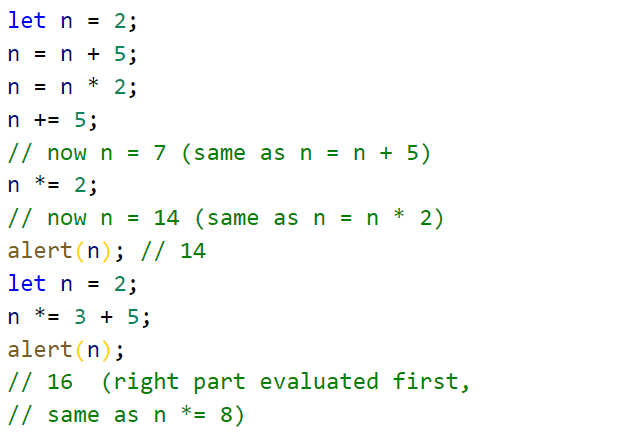 let n = 2;
n = n + 5;
n = n * 2;
n += 5;
// now n = 7 (same as n = n + 5)
n *= 2;
// now n = 14 (same as n = n * 2)
alert(n); // 14
let n = 2;
n *= 3 + 5;
alert(n);
// 16  (right part evaluated first,
// same as n *= 8)